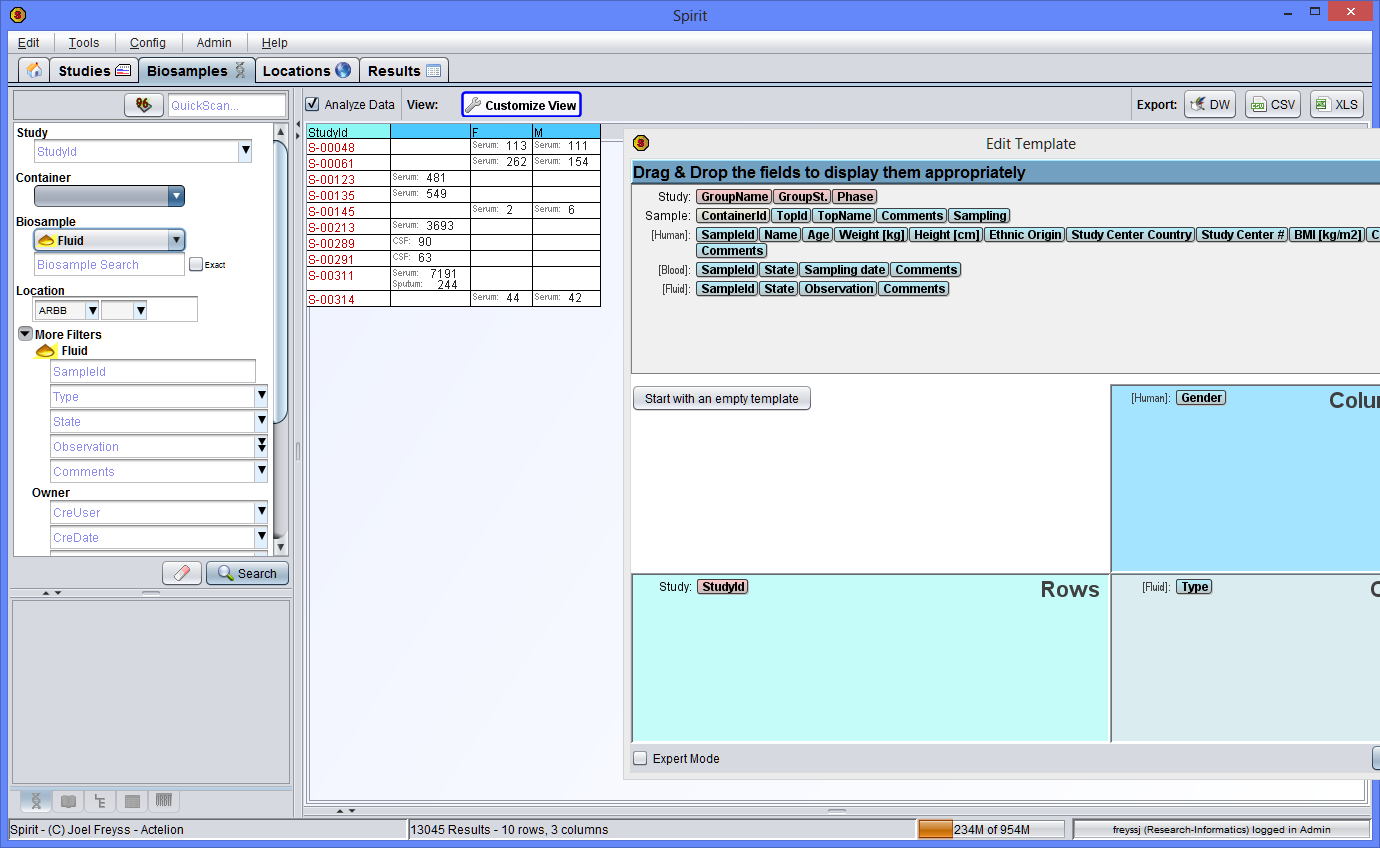 Spirit
Edit Tools Config Admin Help
Studies Biosamples Locations Results
96 QuickScan...
Analyze Data View: Customize View Export: DW CSV XLS
Study
StudyId
Container
Biosample
Fluid
Biosample Search Exact
Location
ARBB
More Filters
Fluid
SampleId
Type
State
Observation
Comments
Owner
CreUser
CreDate
Search
StudyId F M
S-00048 Serum: 113 Serum: 111
S-00061 Serum: 262 Serum: 154
S-00123 Serum: 481
S-00135 Serum: 549
S-00145 Serum: 2 Serum: 6
S-00213 Serum: 3693
S-00289 CSF: 90
S-00291 CSF: 63
S-00311 Serum: 7191
Sputum: 244
S-00314 Serum: 44 Serum: 42
Edit Template
Drag & Drop the fields to display them appropriately
Study: GroupName GroupSt. Phase
Sample: ContainerId TopId TopName Comments Sampling
[Human]: SampleId Name Age Weight [kg] Height [cm] Ethnic Origin Study Center Country Study Center # BMI [kg/m2] C
Comments
[Blood]: SampleId State Sampling date Comments
[Fluid]: SampleId State Observation Comments
Start with an empty template
[Human]: Gender Colu
Study: StudyId Rows
[Fluid]: Type C
Expert Mode
Spirit - (C) Joel Freyss - Actelion
13045 Results - 10 rows, 3 columns
234M of 954M
freyssj (Research-Informatics) logged in Admin